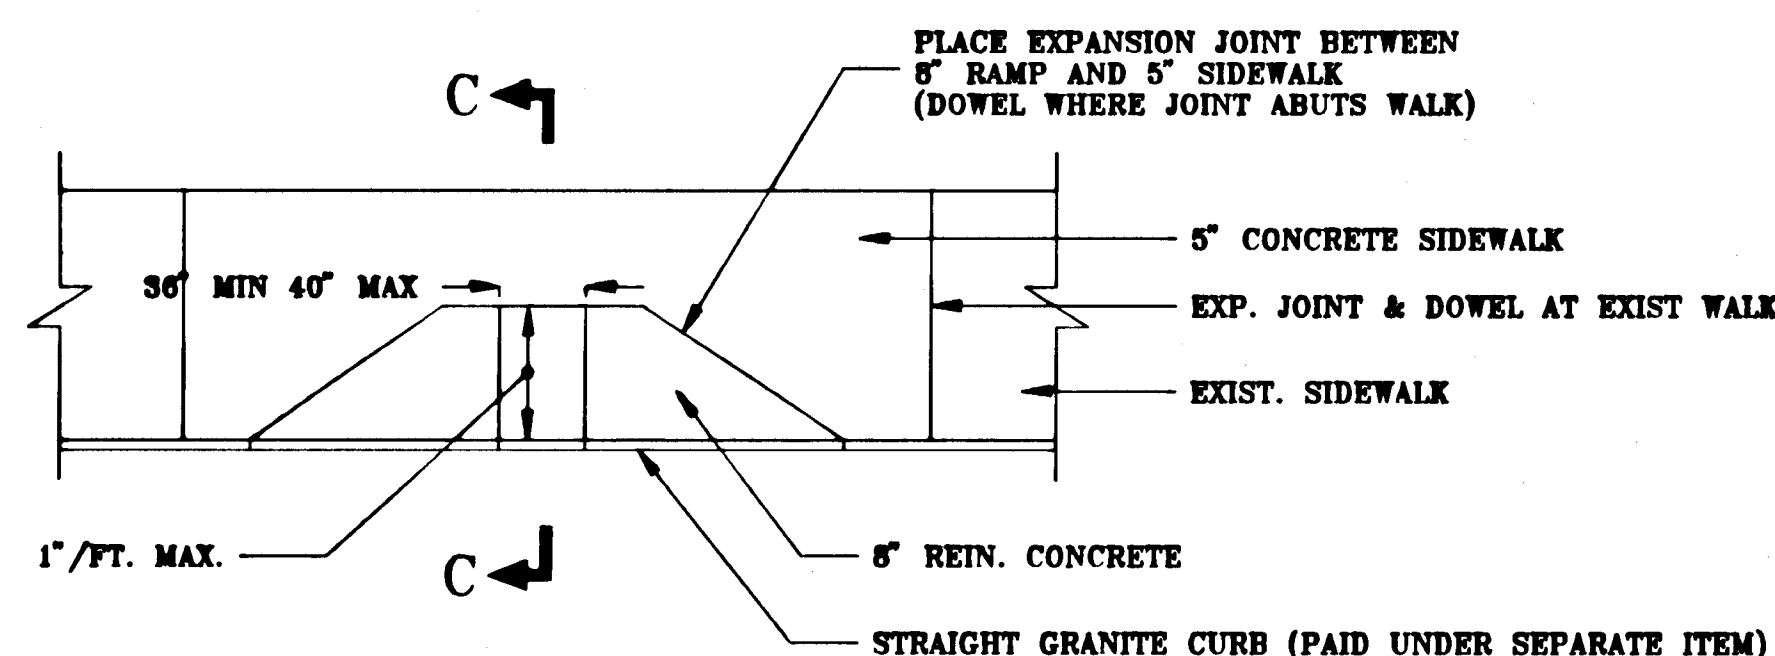 PLACE EXPANSION JOINT BETWEEN
8" RAMP AND 5" SIDEWALK
(DOWEL WHERE JOINT ABUTS WALK)
C
5" CONCRETE SIDEWALK
36" MIN 40" MAX
EXP. JOINT & DOWEL AT EXIST WALK
EXIST. SIDEWALK
1"/FT. MAX.
C
8" REIN. CONCRETE
STRAIGHT GRANITE CURB (PAID UNDER SEPARATE ITEM)